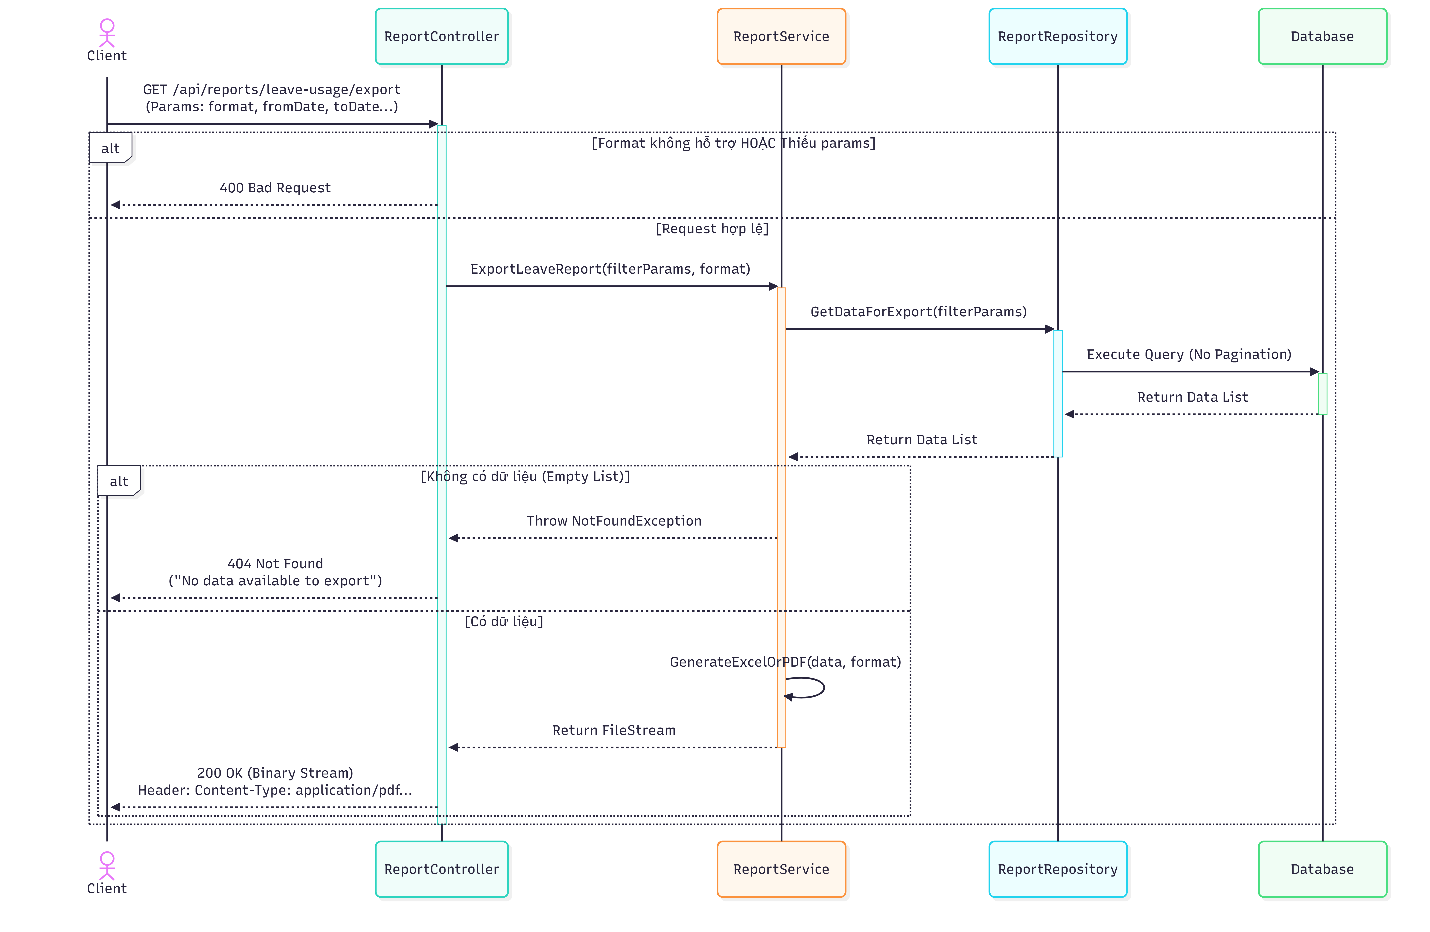 Client
ReportController
ReportService
ReportRepository
Database
GET /api/reports/leave-usage/export
(Params: format, fromDate, toDate...)
alt
[Format không hỗ trợ HOẶC Thiếu params]
400 Bad Request
[Request hợp lệ]
ExportLeaveReport(filterParams, format)
GetDataForExport(filterParams)
Execute Query (No Pagination)
Return Data List
Return Data List
alt
[Không có dữ liệu (Empty List)]
Throw NotFoundException
404 Not Found
("No data available to export")
[Có dữ liệu]
GenerateExcelOrPDF(data, format)
Return FileStream
200 OK (Binary Stream)
Header: Content-Type: application/pdf...
Client
ReportController
ReportService
ReportRepository
Database